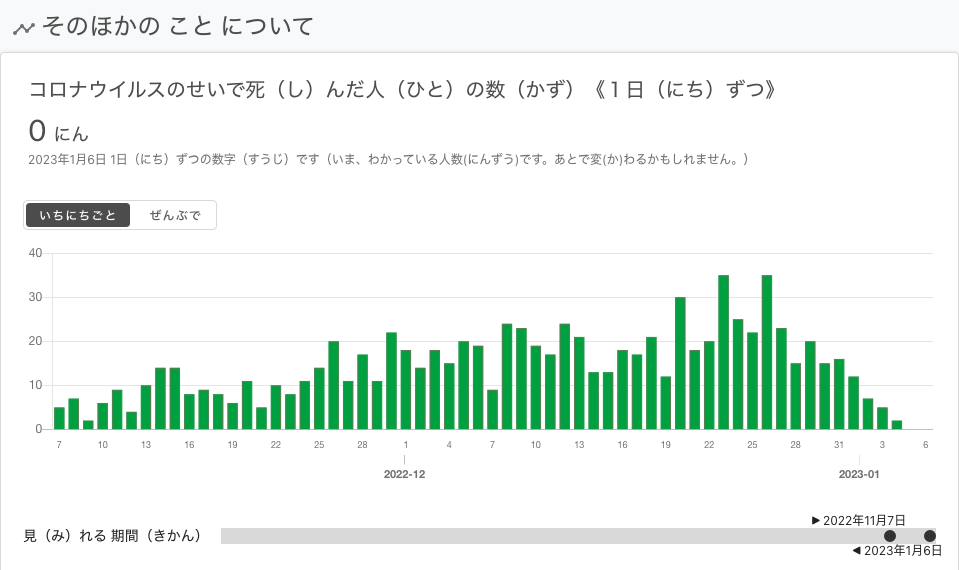 そのほかの こと について
コロナウイルスのせいで死（し）んだ人（ひと）の数（かず）《１日（にち）ずつ》
0 にん
2023年1月6日 1日（にち）ずつの数字（すうじ）です（いま、わかっている人数(にんずう)です。あとで変(か)わるかもしれません。）
いちにちごと ぜんぶで
40
30
20
10
0
7 10 13 16 19 22 25 28 1 4 7 10 13 16 19 22 25 28 31 3 6
2022-12 2023-01
▶ 2022年11月7日
見（み）れる 期間（きかん）
◀ 2023年1月6日